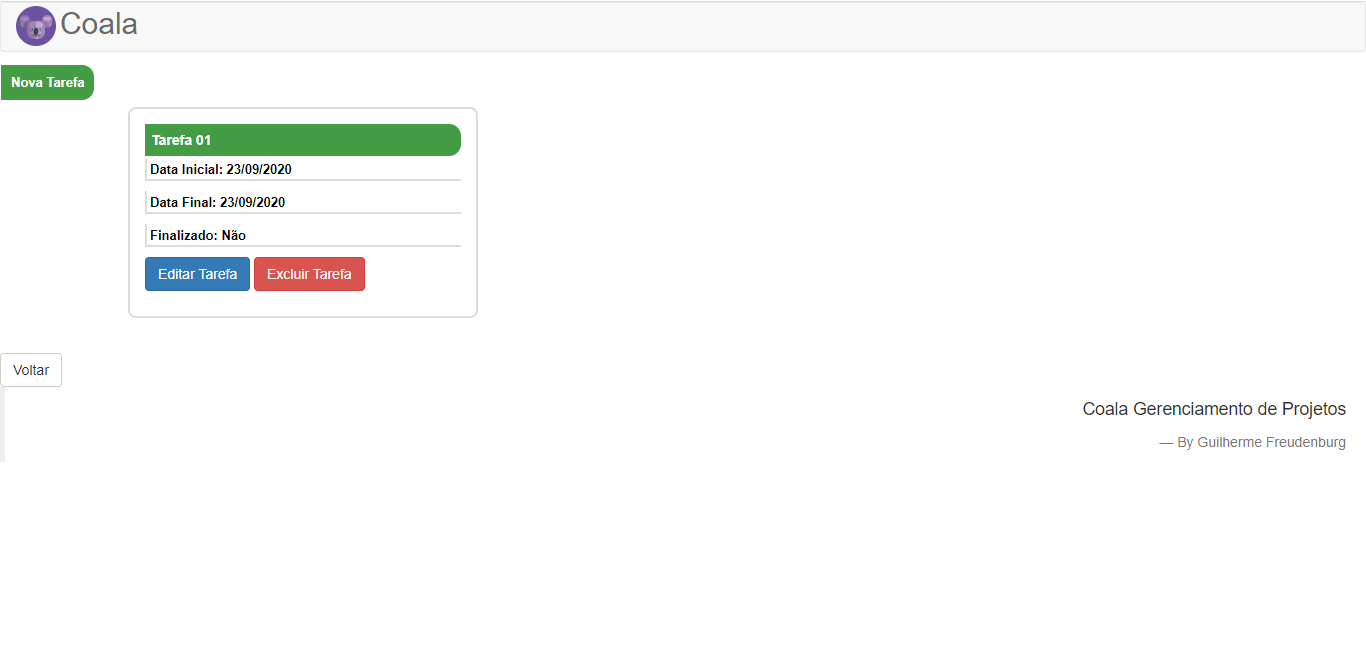 Coala
Nova Tarefa
Tarefa 01
Data Inicial: 23/09/2020
Data Final: 23/09/2020
Finalizado: Não
Editar Tarefa Excluir Tarefa
Voltar
Coala Gerenciamento de Projetos
— By Guilherme Freudenburg